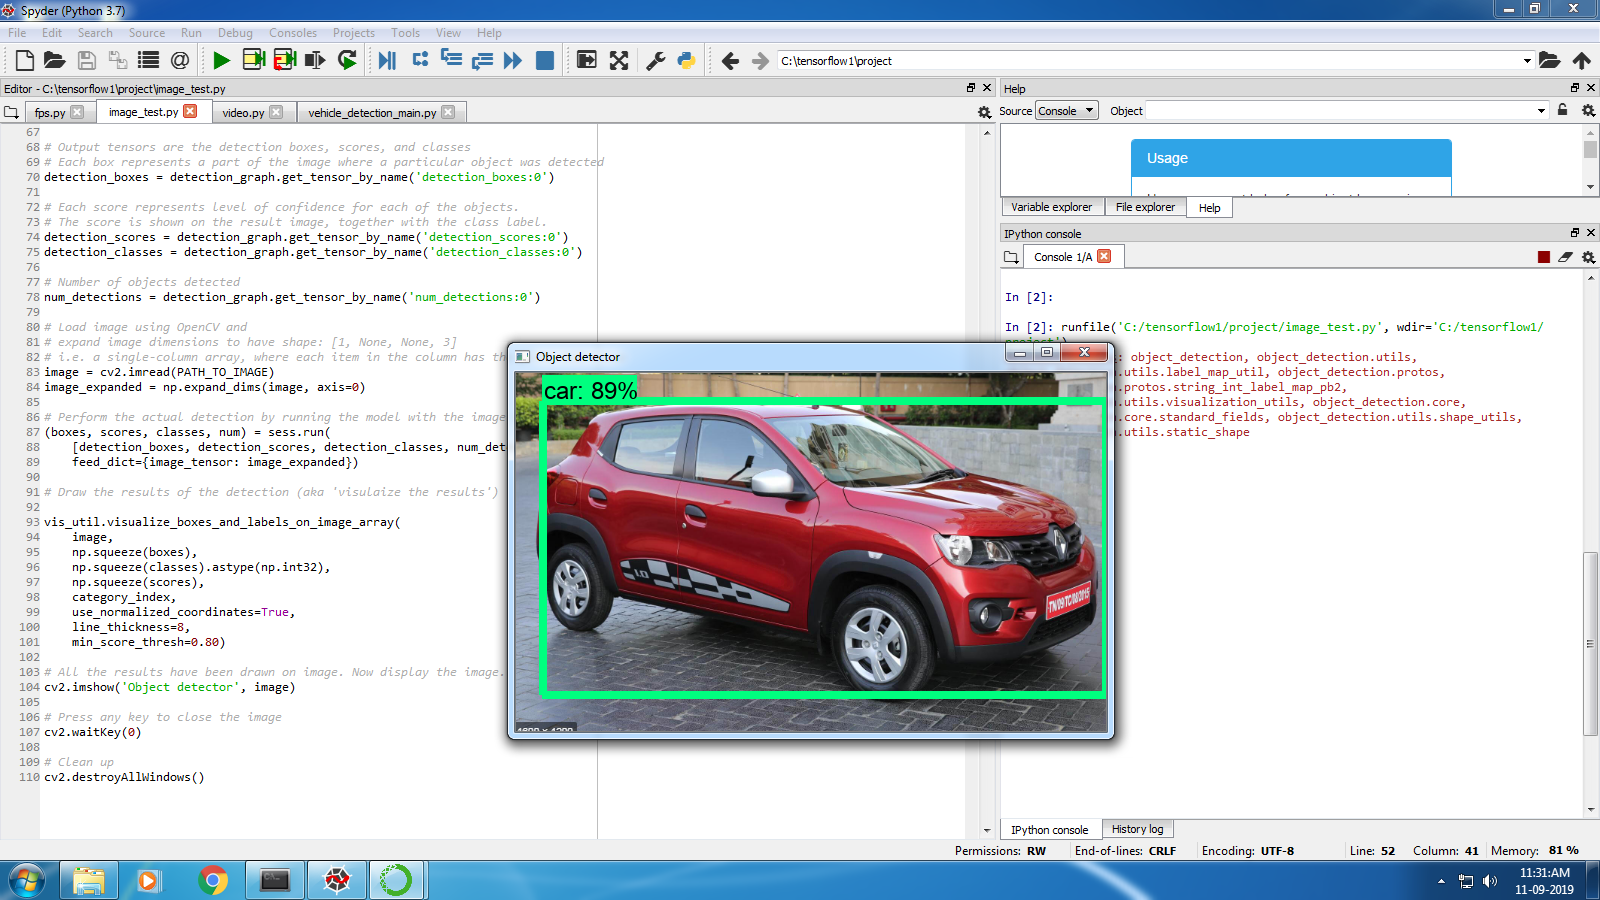 Spyder (Python 3.7)
File Edit Search Source Run Debug Consoles Projects Tools View Help
C:\tensorflow1\project
Editor - C:\tensorflow1\project\image_test.py
Help
fps.py image_test.py video.py vehicle_detection_main.py
Source Console Object
Usage
Variable explorer File explorer Help
IPython console
Console 1/A
67
68 # Output tensors are the detection boxes, scores, and classes
69 # Each box represents a part of the image where a particular object was detected
70 detection_boxes = detection_graph.get_tensor_by_name('detection_boxes:0')
71
72 # Each score represents level of confidence for each of the objects.
73 # The score is shown on the result image, together with the class label.
74 detection_scores = detection_graph.get_tensor_by_name('detection_scores:0')
75 detection_classes = detection_graph.get_tensor_by_name('detection_classes:0')
76
77 # Number of objects detected
78 num_detections = detection_graph.get_tensor_by_name('num_detections:0')
79
80 # Load image using OpenCV and
81 # expand image dimensions to have shape: [1, None, None, 3]
82 # i.e. a single-column array, where each item in the column has th
83 image = cv2.imread(PATH_TO_IMAGE)
84 image_expanded = np.expand_dims(image, axis=0)
85
86 # Perform the actual detection by running the model with the image
87 (boxes, scores, classes, num) = sess.run(
88 [detection_boxes, detection_scores, detection_classes, num_det
89 feed_dict={image_tensor: image_expanded})
90
91 # Draw the results of the detection (aka 'visulaize the results')
92
93 vis_util.visualize_boxes_and_labels_on_image_array(
94 image,
95 np.squeeze(boxes),
96 np.squeeze(classes).astype(np.int32),
97 np.squeeze(scores),
98 category_index,
99 use_normalized_coordinates=True,
100 line_thickness=8,
101 min_score_thresh=0.80)
102
103 # All the results have been drawn on image. Now display the image.
104 cv2.imshow('Object detector', image)
105
106 # Press any key to close the image
107 cv2.waitKey(0)
108
109 # Clean up
110 cv2.destroyAllWindows()
In [2]:
In [2]: runfile('C:/tensorflow1/project/image_test.py', wdir='C:/tensorflow1/
project')
: object_detection, object_detection.utils,
.utils.label_map_util, object_detection.protos,
.protos.string_int_label_map_pb2,
.utils.visualization_utils, object_detection.core,
.core.standard_fields, object_detection.utils.shape_utils,
.utils.static_shape
Object detector
car: 89%
1.0
TN09TC08/2015
IPython console History log
Permissions: RW End-of-lines: CRLF Encoding: UTF-8 Line: 52 Column: 41 Memory: 81 %
11:31:AM
11-09-2019